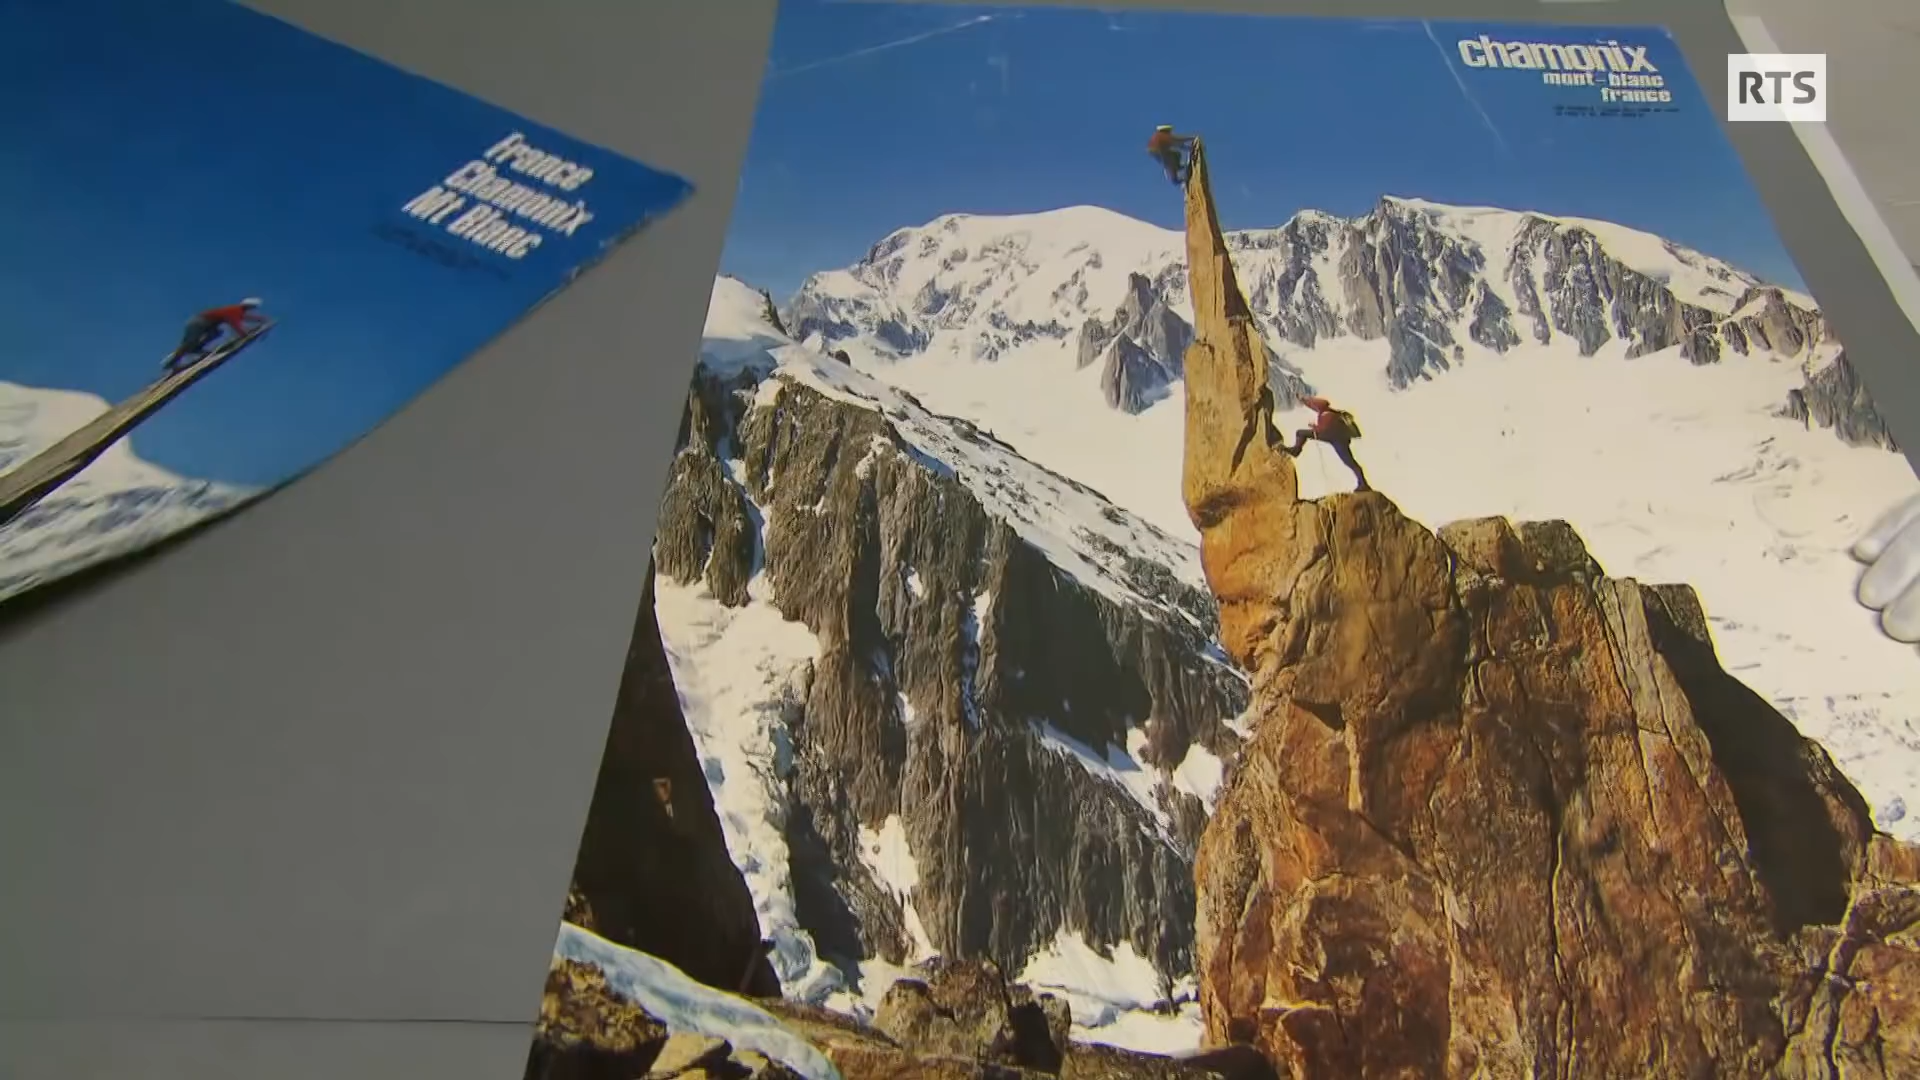 france
Chamonix
Mt Blanc
chamonix
mont-blanc
france
RTS